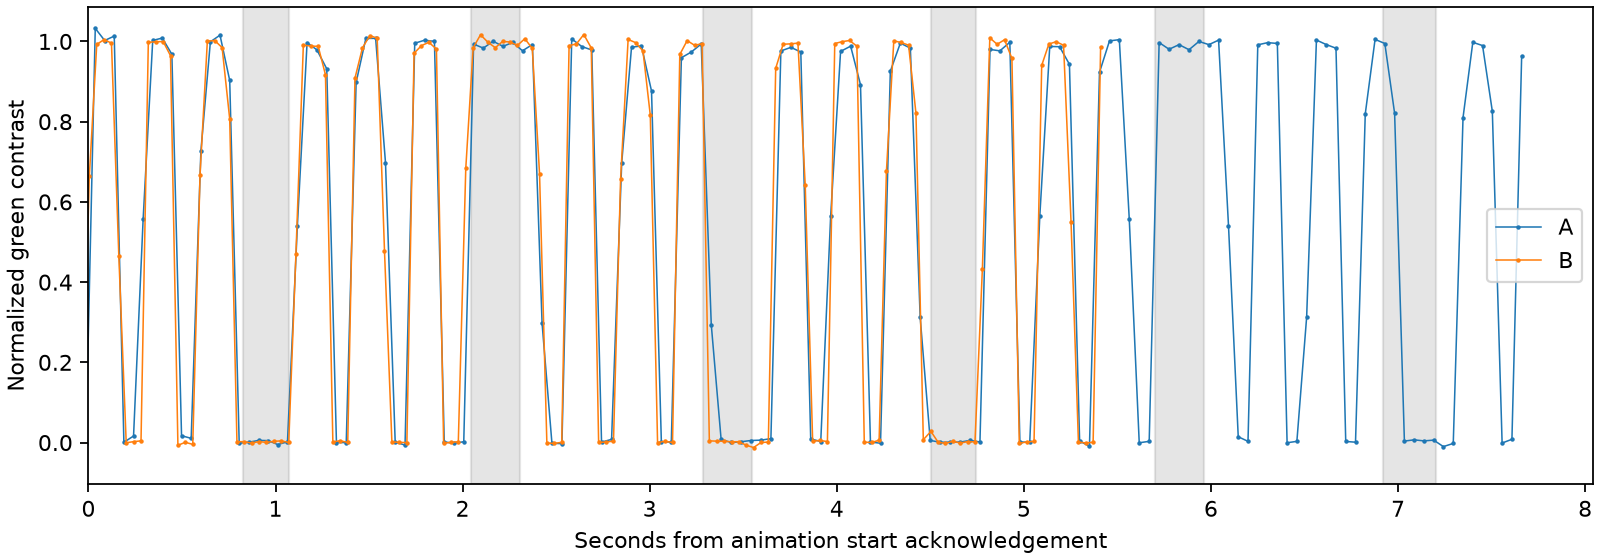 1.0
0.8
0.6
0.4
0.2
0.0
Normalized green contrast
A
B
0 1 2 3 4 5 6 7 8
Seconds from animation start acknowledgement